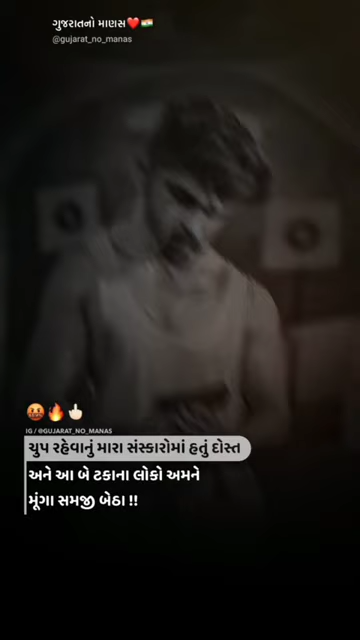 ગુજરાતનો માણસ❤️🇮🇳
@gujarat_no_manas
🤬🔥🖕🏻
IG / @GUJARAT_NO_MANAS
ચુપ રહેવાનું મારા સંસ્કારોમાં હતું દોસ્ત
અને આ બે ટકાના લોકો અમને
મૂંગા સમજી બેઠા !!